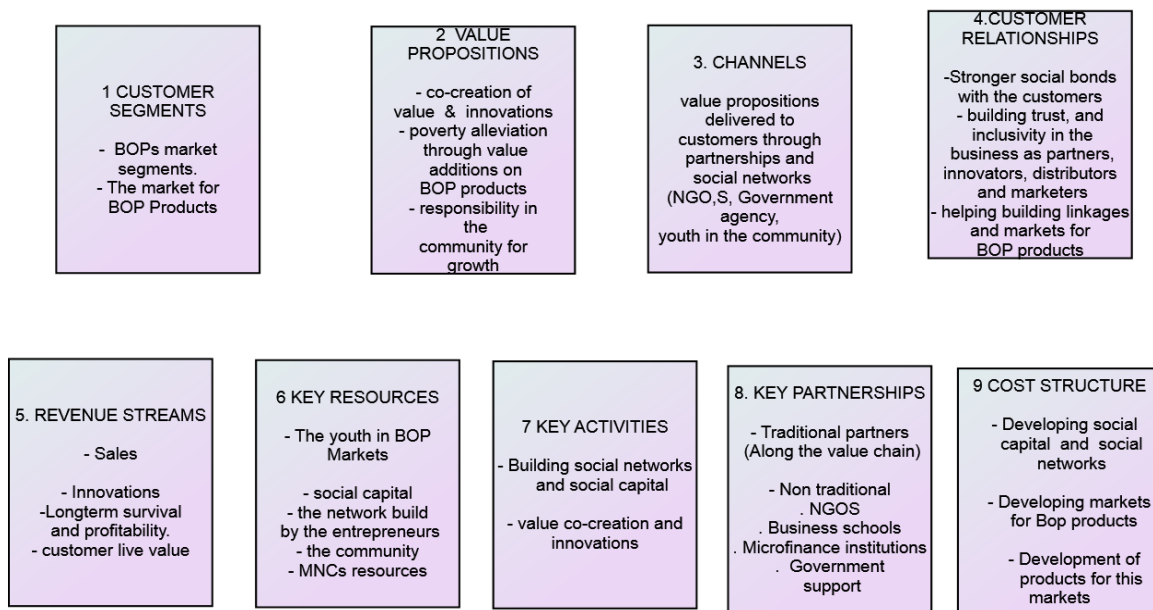 1 CUSTOMER
SEGMENTS
- BOPs market
segments.
- The market for
BOP Products
2 VALUE
PROPOSITIONS
- co-creation of
value & innovations
- poverty alleviation
through value
additions on
BOP products
- responsibility in
the
community for
growth
3. CHANNELS
value propositions
delivered to
customers through
partnerships and
social networks
(NGO,S, Government
agency,
youth in the community)
4.CUSTOMER
RELATIONSHIPS
-Stronger social bonds
with the customers
- building trust, and
inclusivity in the
business as partners,
innovators, distributors
and marketers
- helping building linkages
and markets for
BOP products
5. REVENUE STREAMS
- Sales
- Innovations
-Longterm survival
and profitability.
- customer live value
6 KEY RESOURCES
- The youth in BOP
Markets
- social capital
- the network build
by the entrepreneurs
- the community
- MNCs resources
7 KEY ACTIVITIES
- Building social networks
and social capital
- value co-creation and
innovations
8. KEY PARTNERSHIPS
- Traditional partners
(Along the value chain)
- Non traditional
. NGOS
. Business schools
. Microfinance institutions
. Government
support
9 COST STRUCTURE
- Developing social
capital and social
networks
- Developing markets
for Bop products
- Development of
products for this
markets